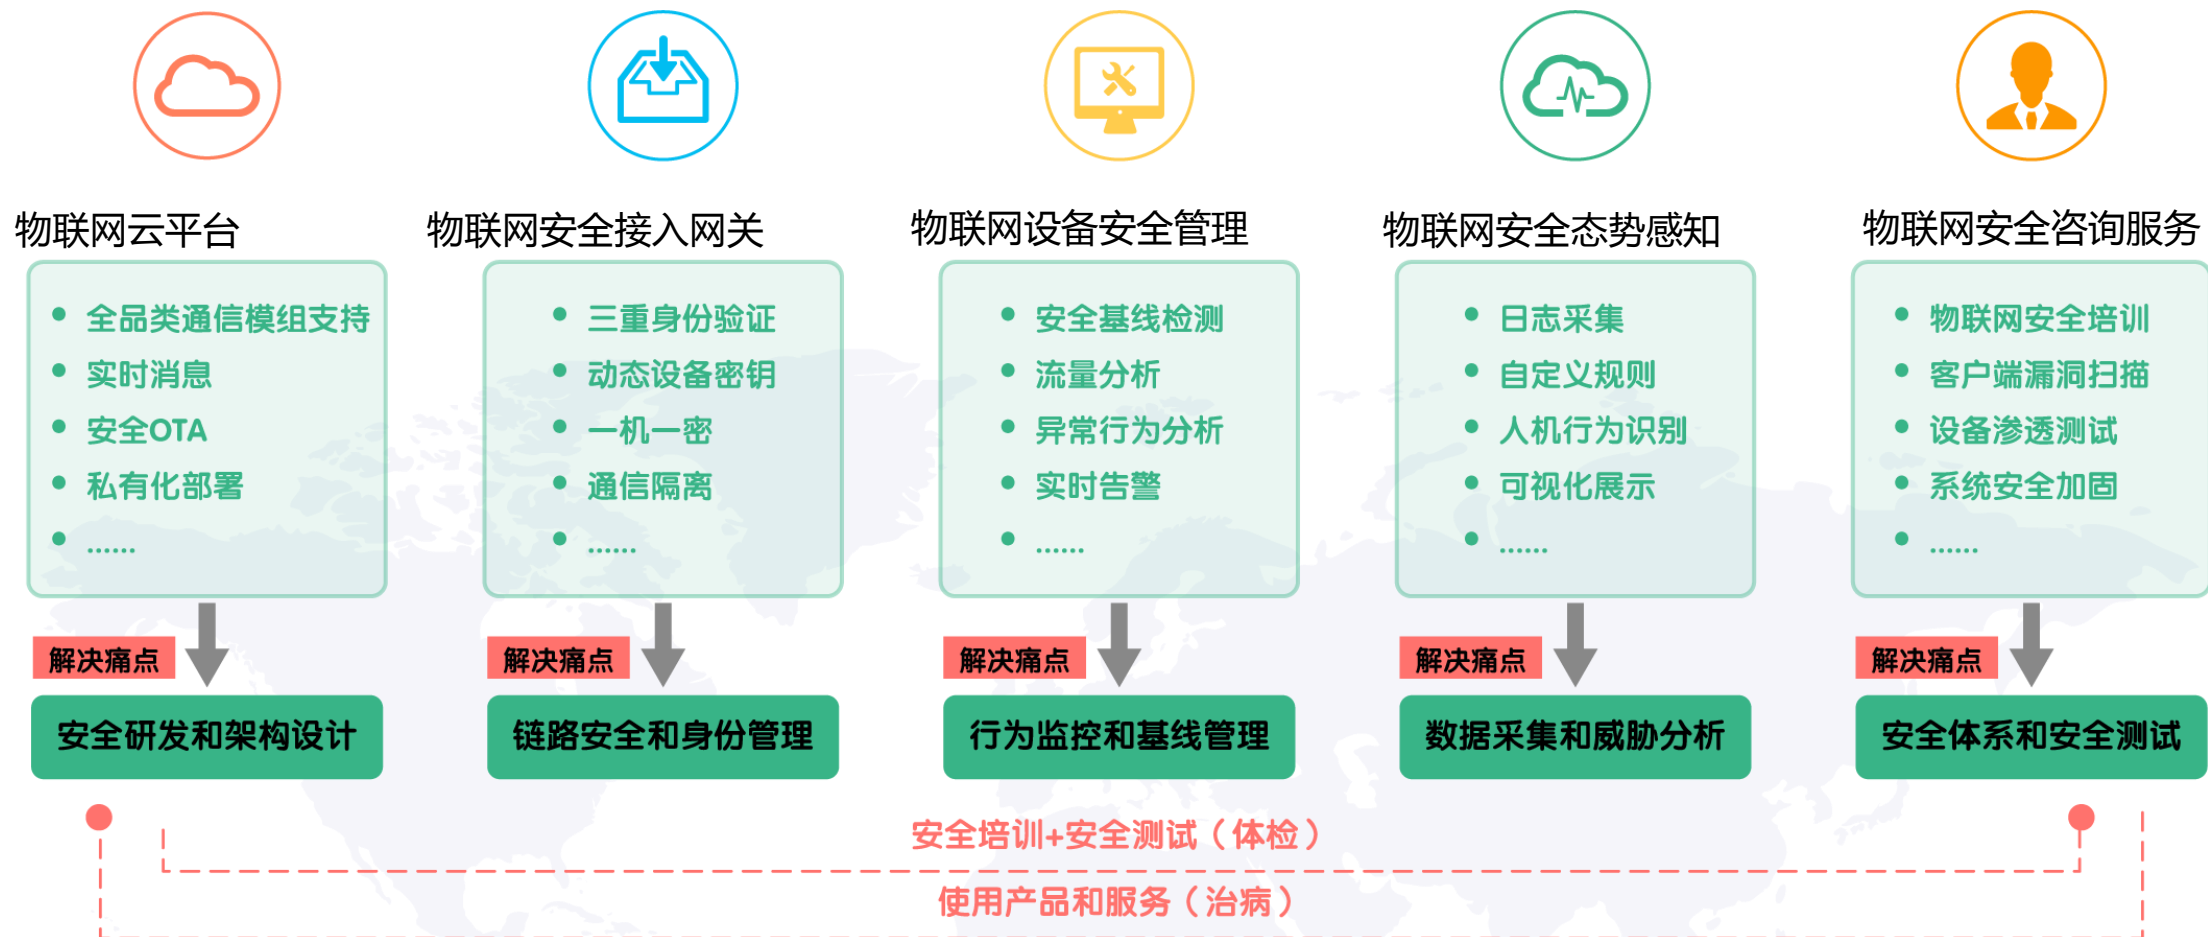 物联网云平台
全品类通信模组支持
实时消息
安全OTA
私有化部署
......
解决痛点
安全研发和架构设计
物联网安全接入网关
三重身份验证
动态设备密钥
一机一密
通信隔离
......
解决痛点
链路安全和身份管理
物联网设备安全管理
安全基线检测
流量分析
异常行为分析
实时告警
......
解决痛点
行为监控和基线管理
物联网安全态势感知
日志采集
自定义规则
人机行为识别
可视化展示
......
解决痛点
数据采集和威胁分析
物联网安全咨询服务
物联网安全培训
客户端漏洞扫描
设备渗透测试
系统安全加固
......
解决痛点
安全体系和安全测试
安全培训+安全测试（体检）
使用产品和服务（治病）